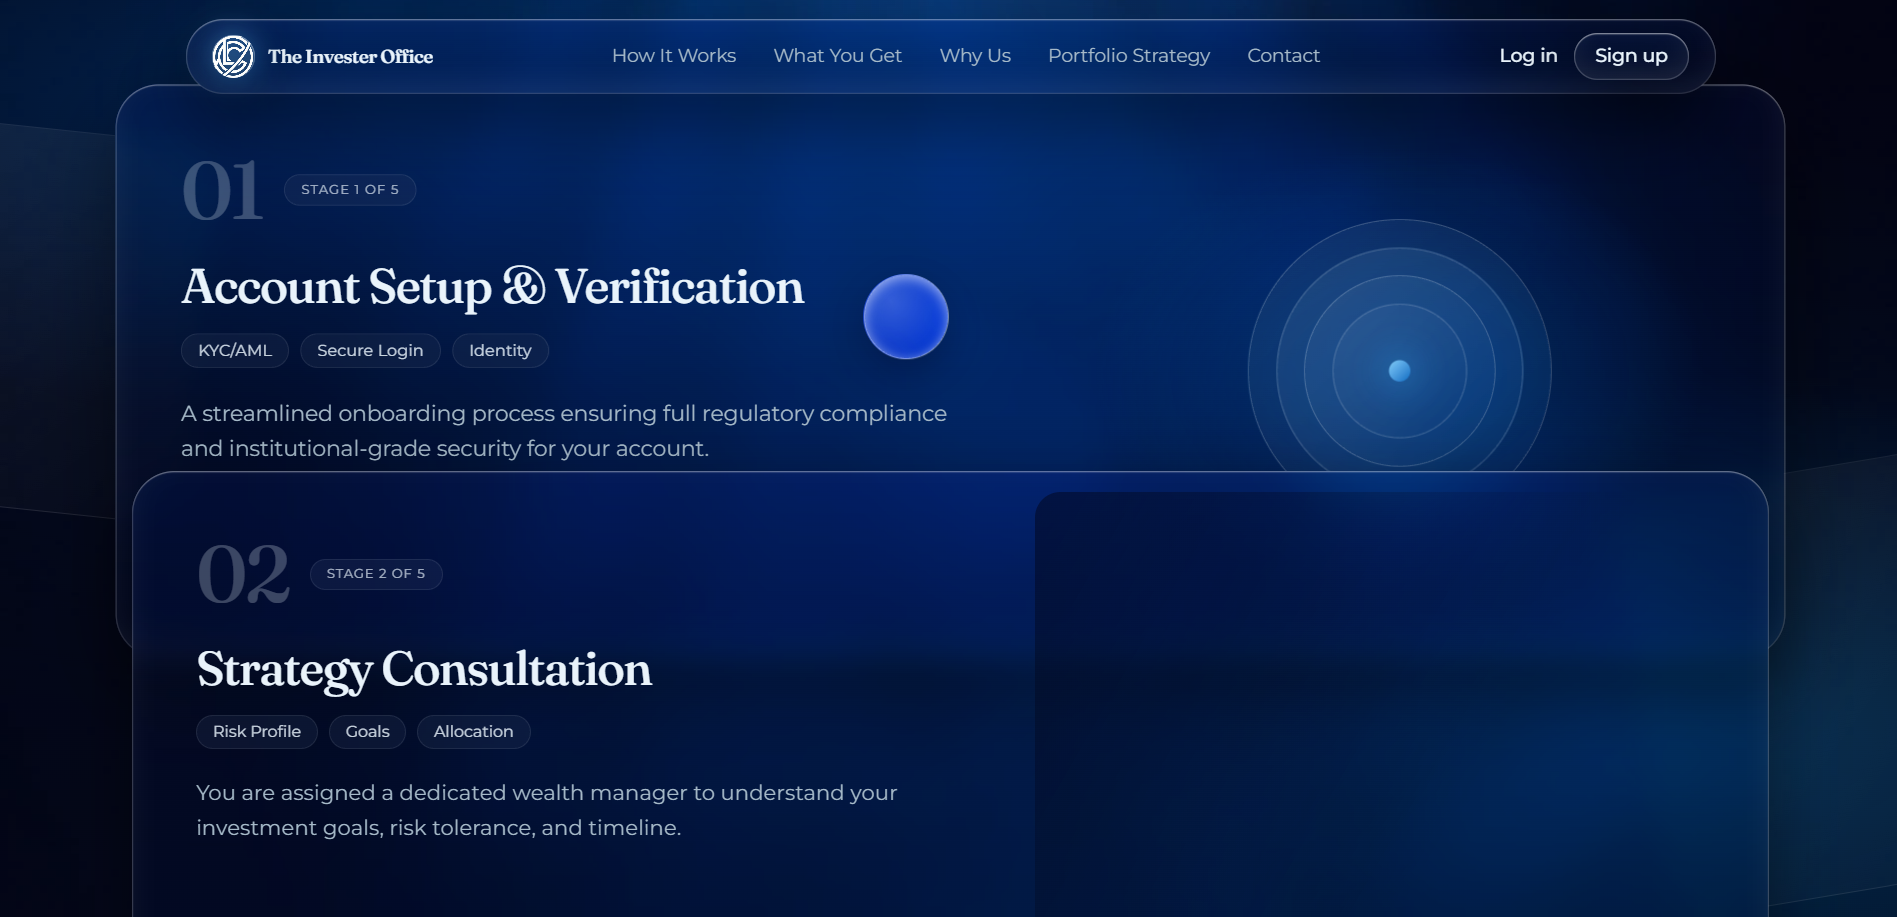 The Invester Office
How It Works
What You Get
Why Us
Portfolio Strategy
Contact
Log in
Sign up
01
STAGE 1 OF 5
Account Setup & Verification
KYC/AML
Secure Login
Identity
A streamlined onboarding process ensuring full regulatory compliance
and institutional-grade security for your account.
02
STAGE 2 OF 5
Strategy Consultation
Risk Profile
Goals
Allocation
You are assigned a dedicated wealth manager to understand your
investment goals, risk tolerance, and timeline.